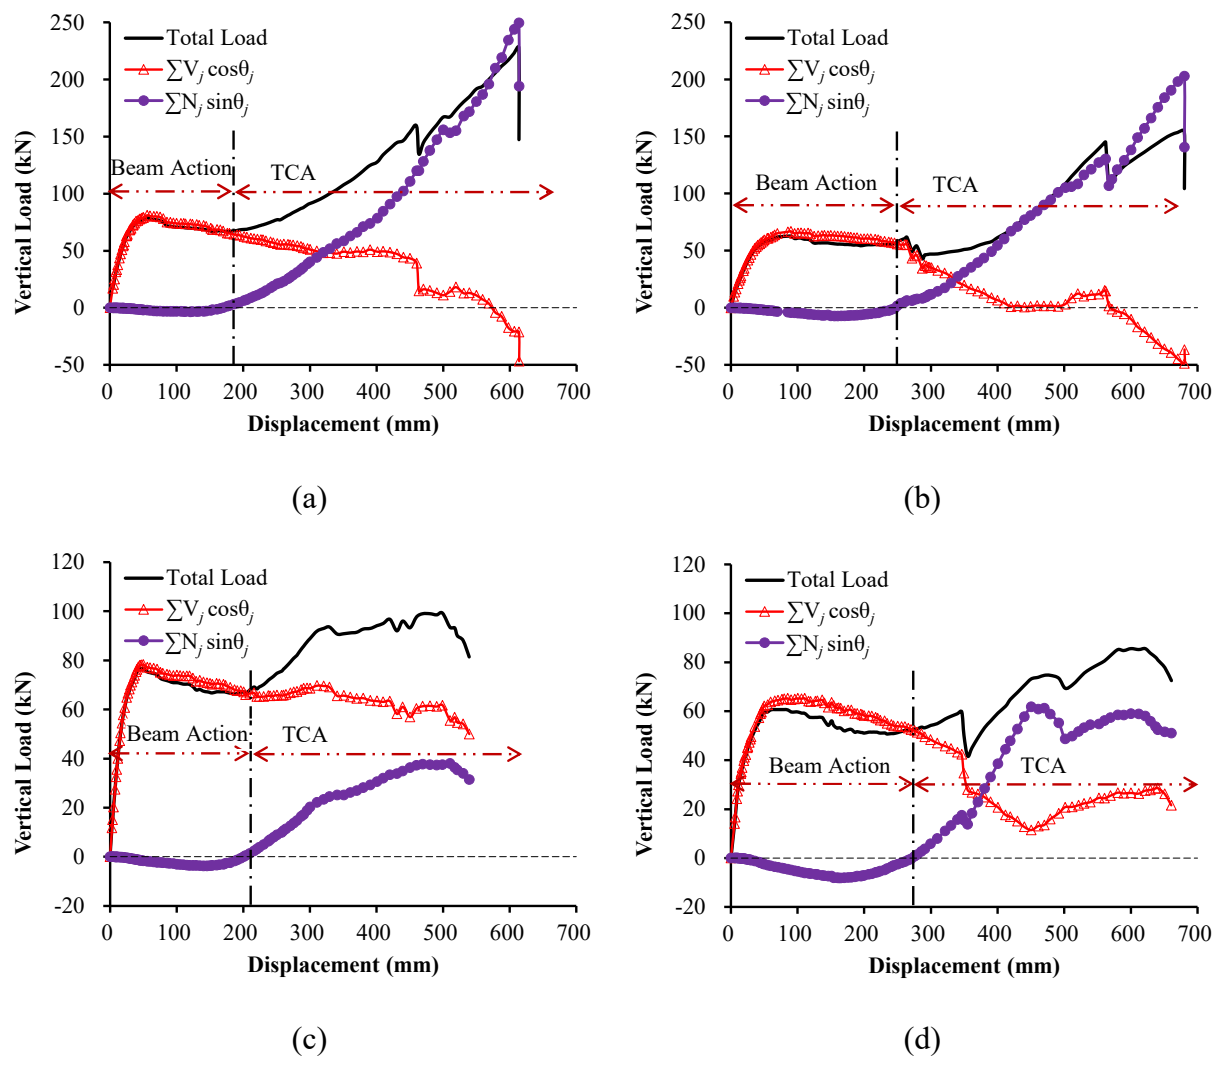 250
200
150
100
50
0
-50
Vertical Load (kN)
Total Load
∑Vj cosθj
∑Nj sinθj
Beam Action
TCA
0 100 200 300 400 500 600 700
Displacement (mm)
(a)
250
200
150
100
50
0
-50
Vertical Load (kN)
Total Load
∑Vj cosθj
∑Nj sinθj
Beam Action
TCA
0 100 200 300 400 500 600 700
Displacement (mm)
(b)
120
100
80
60
40
20
0
-20
Vertical Load (kN)
Total Load
∑Vj cosθj
∑Nj sinθj
Beam Action
TCA
0 100 200 300 400 500 600 700
Displacement (mm)
(c)
120
100
80
60
40
20
0
-20
Vertical Load (kN)
Total Load
∑Vj cosθj
∑Nj sinθj
Beam Action
TCA
0 100 200 300 400 500 600 700
Displacement (mm)
(d)